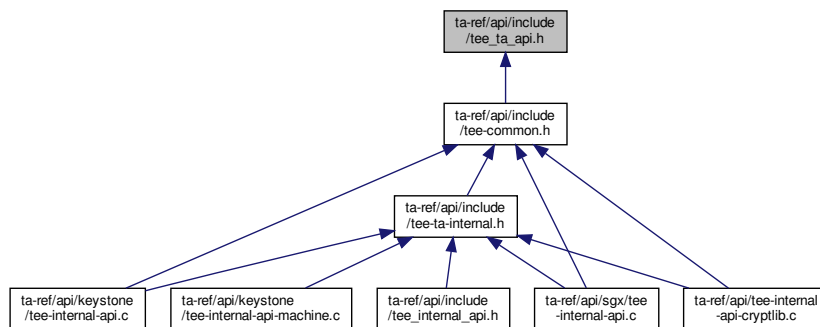 ta-ref/api/include
/tee_ta_api.h
ta-ref/api/include
/tee-common.h
ta-ref/api/include
/tee-ta-internal.h
ta-ref/api/keystone
/tee-internal-api.c
ta-ref/api/keystone
/tee-internal-api-machine.c
ta-ref/api/include
/tee_internal_api.h
ta-ref/api/sgx/tee
-internal-api.c
ta-ref/api/tee-internal
-api-cryptlib.c